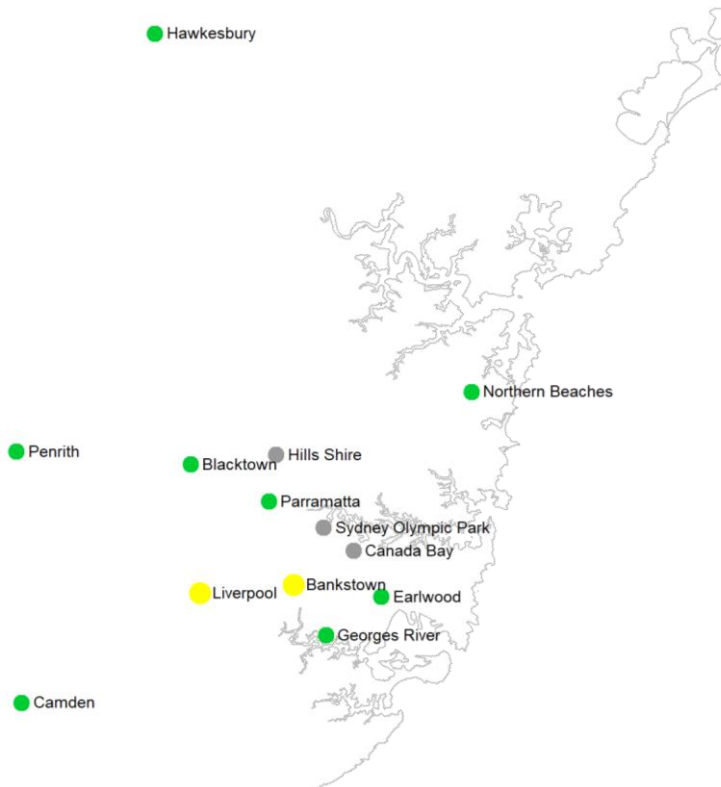 Hawkesbury
Northern Beaches
Penrith
Hills Shire
Blacktown
Parramatta
Sydney Olympic Park
Canada Bay
Bankstown
Liverpool
Earlwood
Georges River
Camden